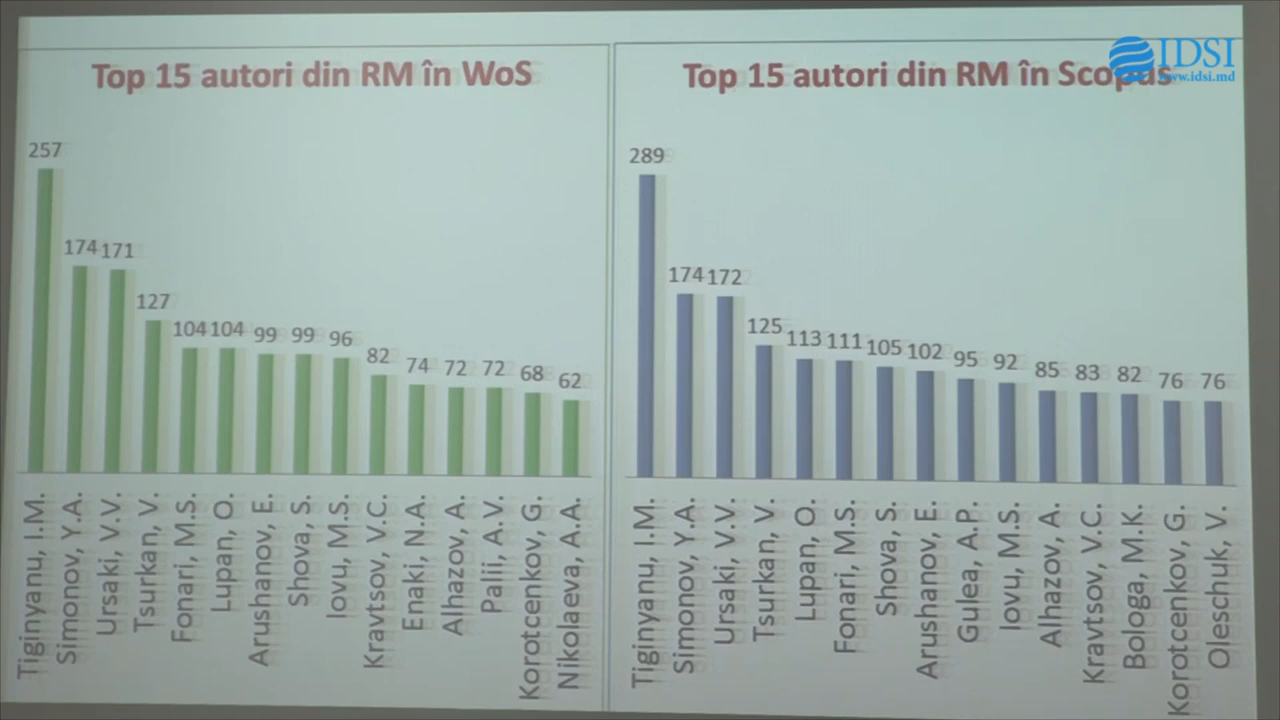 Top 15 autori din RM în WoS
257
174
171
127
104
104
99
99
96
82
74
72
72
68
62
Tiginyanu, I.M.
Simonov, Y.A.
Ursaki, V.V.
Tsurkan, V.
Fonari, M.S.
Lupan, O.
Arushanov, E.
Shova, S.
Iovu, M.S.
Kravtsov, V.C.
Enaki, N.A.
Alhazov, A.
Palii, A.V.
Korotcenkov, G.
Nikolaeva, A.A.
Top 15 autori din RM în Scopus
289
174
172
125
113
111
105
102
95
92
85
83
82
76
76
Tiginyanu, I.M.
Simonov, Y.A.
Ursaki, V.V.
Tsurkan, V.
Lupan, O.
Fonari, M.S.
Shova, S.
Arushanov, E.
Gulea, A.P.
Iovu, M.S.
Alhazov, A.
Kravtsov, V.C.
Bologa, M.K.
Korotcenkov, G.
Oleschuk, V.
IDSI
www.idsi.md